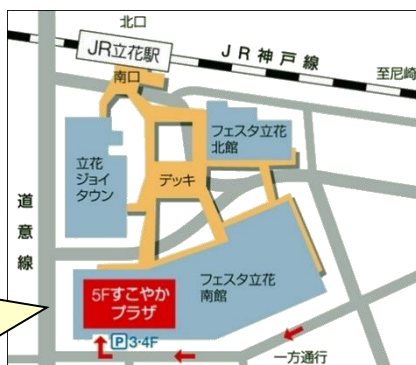 北口
JR立花駅
JR神戸線
至尼崎
南口
フェスタ立花
北館
立花
ジョイ
タウン
デッキ
道意線
フェスタ立花
南館
5Fすこやか
プラザ
P3・4F
一方通行